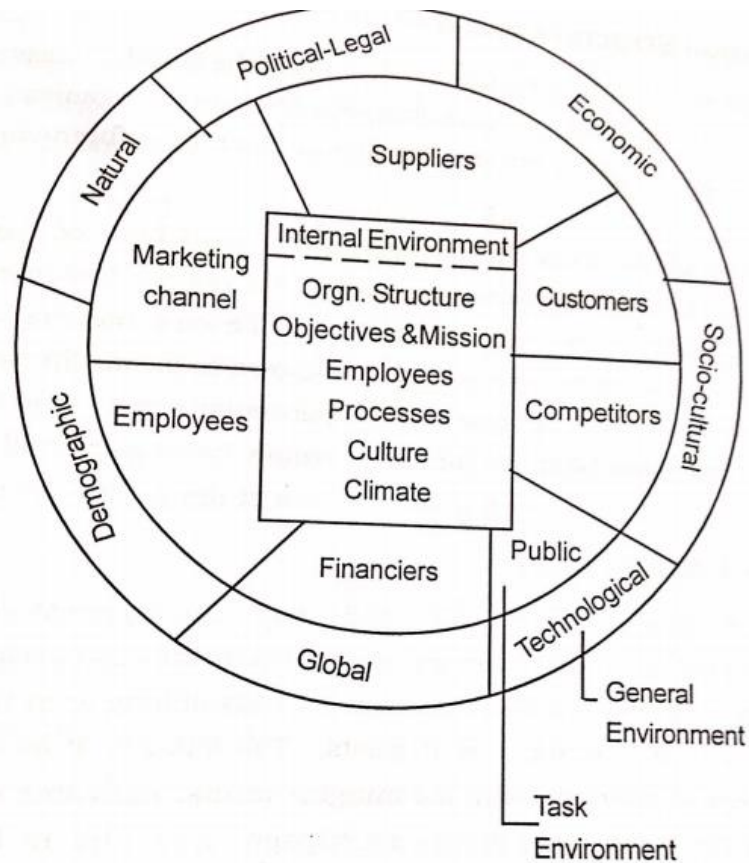 Political-Legal
Economic
Natural
Suppliers
Internal Environment
Marketing
channel
Orgn. Structure
Customers
Objectives &Mission
Socio-cultural
Employees
Employees
Processes
Competitors
Demographic
Culture
Climate
Public
Financiers
Technological
Global
General
Environment
Task
Environment